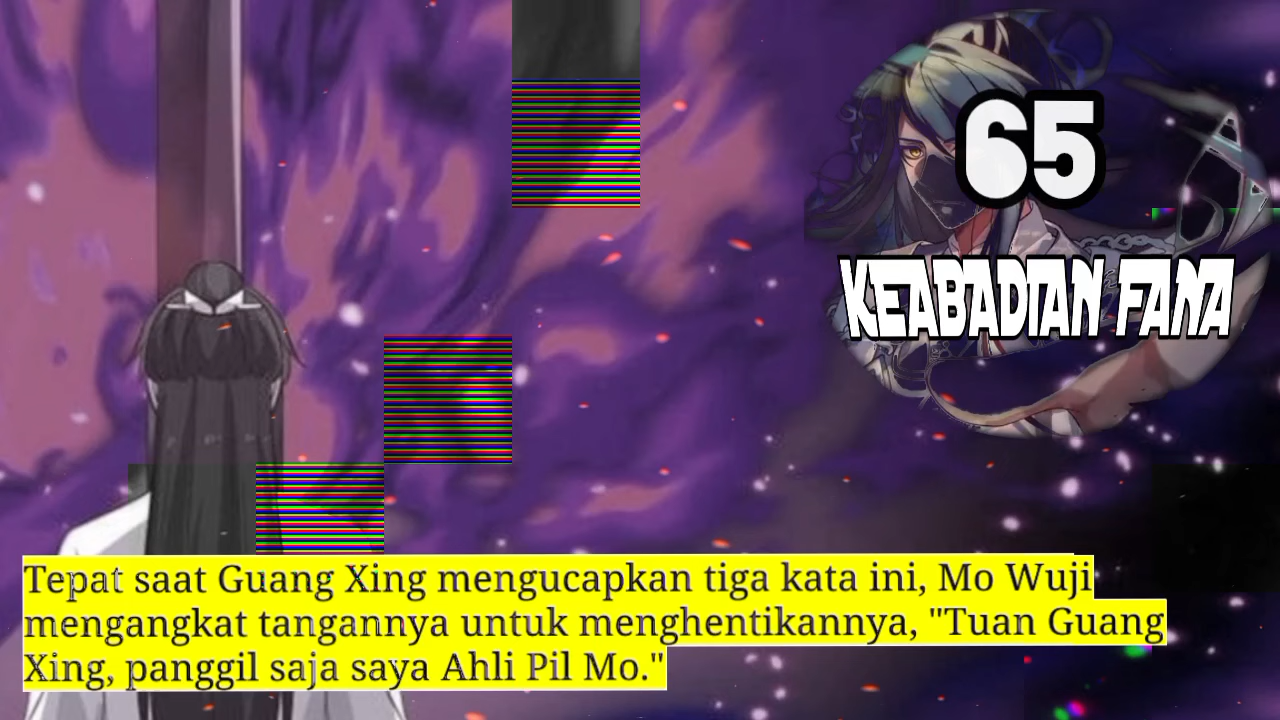 65
KEABADIAN FANA
Tepat saat Guang Xing mengucapkan tiga kata ini, Mo Wuji
mengangkat tangannya untuk menghentikannya, "Tuan Guang
Xing, panggil saja saya Ahli Pil Mo."